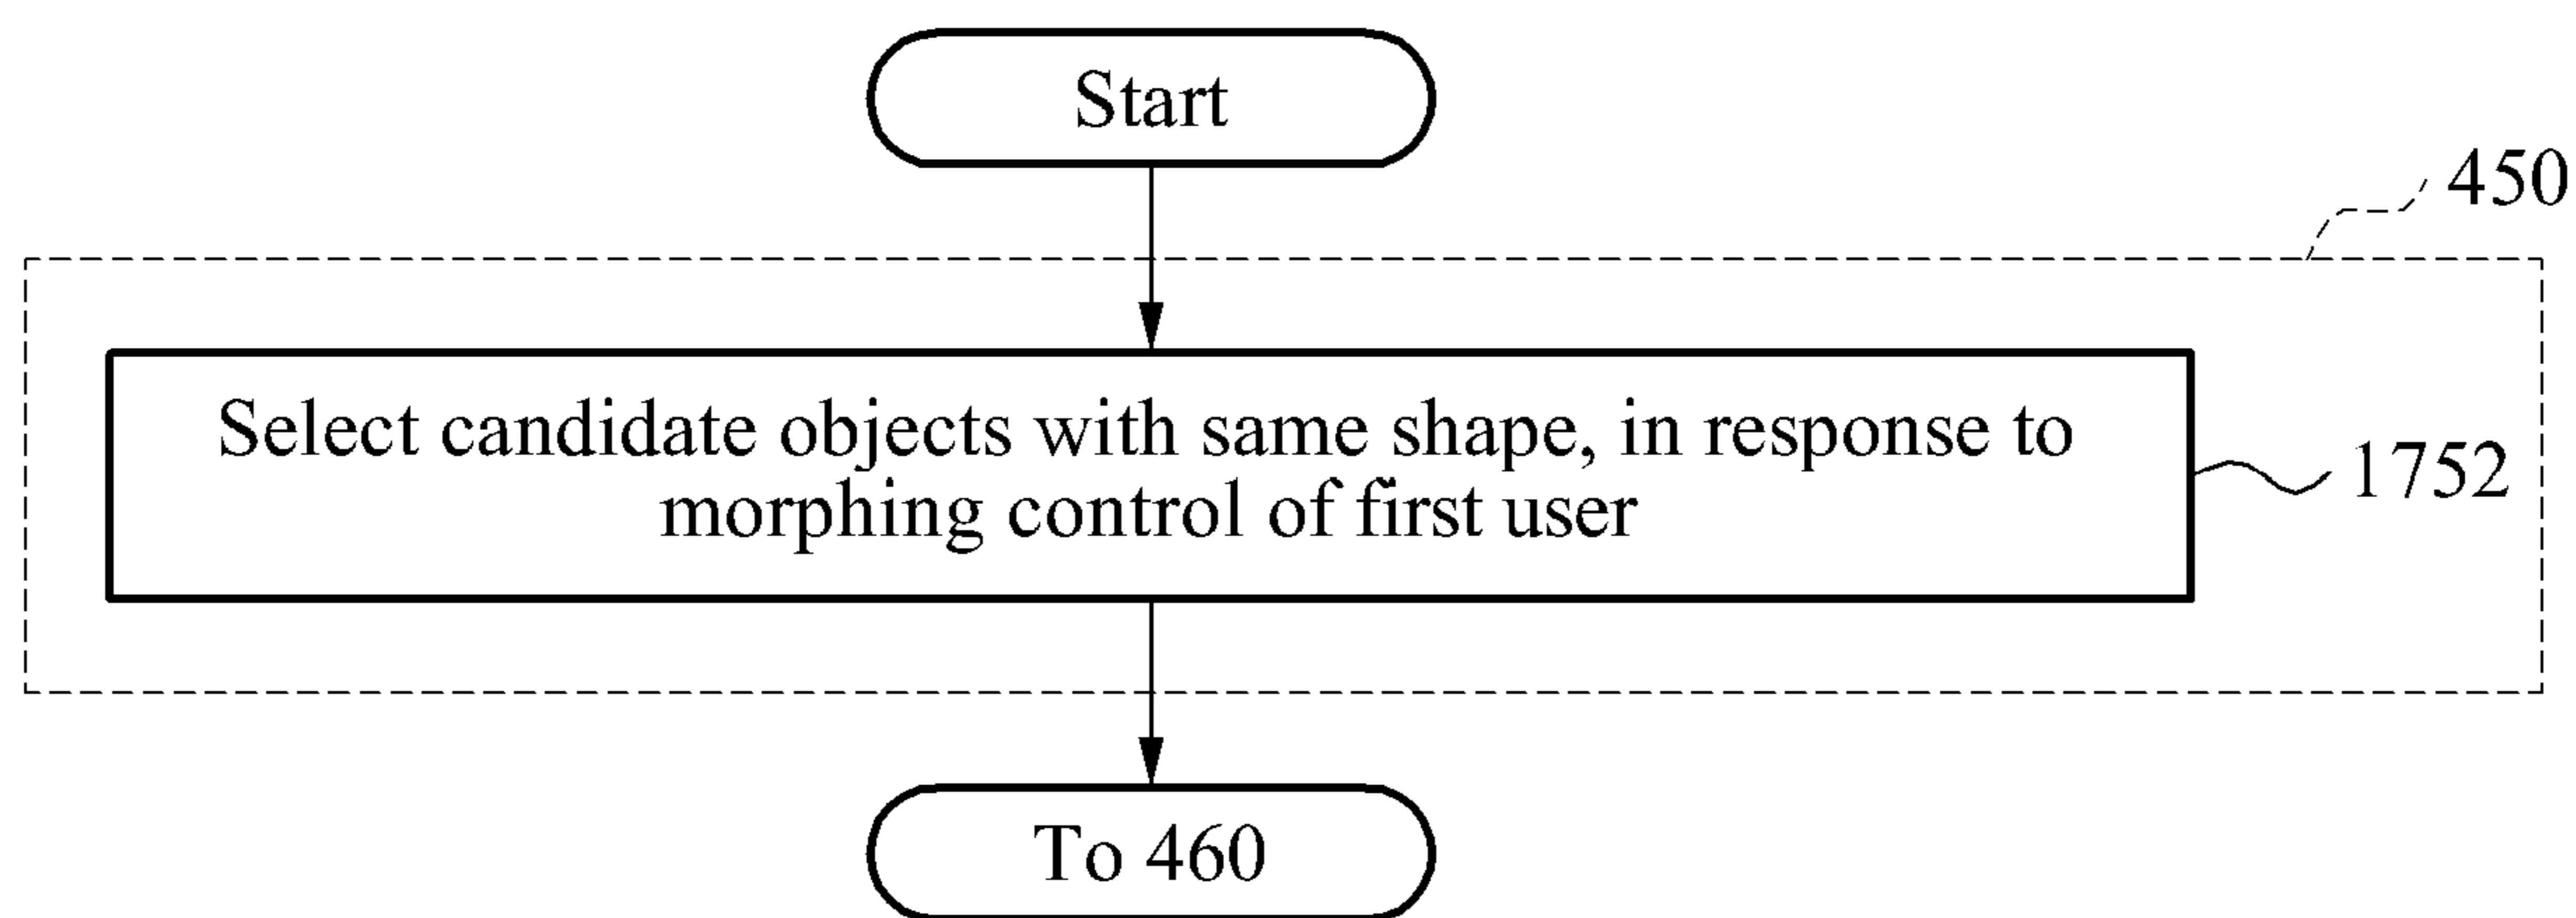 Start
450
Select candidate objects with same shape, in response to
morphing control of first user
1752
To 460